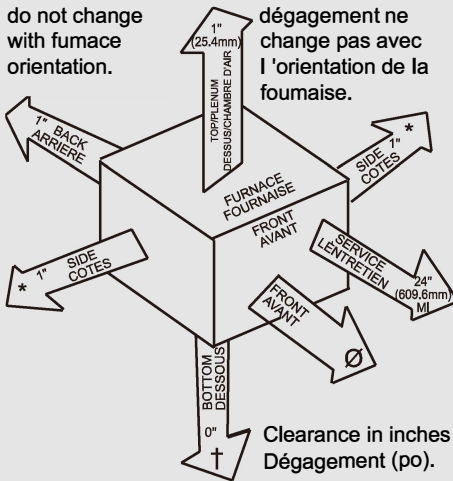 do not change
with fumace
orientation.
dégagement ne
change pas avec
l 'orientation de la
foumaise.
1"
(25.4mm)
TOP/PLENUM
DESSUS/CHAMBRE D'AIR
1" BACK
ARRIERE
SIDE 1"
COTES
*
FURNACE
FOURNAISE
FRONT
AVANT
* 1" SIDE
COTES
SERVICE
LENTRETIEN
24"
(609.6mm)
MI
FRONT
AVANT
Ø
BOTTOM
DESSOUS
0"
†
Clearance in inches
Dégagement (po).